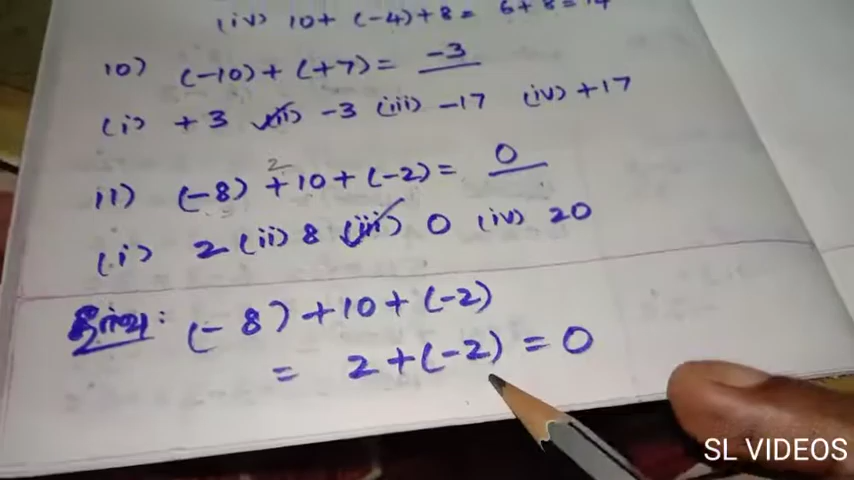 (iv) 10 + (-4) + 8 = 6 + 8 = 14
10) (-10) + (+7) = -3
(i) +3 (ii) -3 (iii) -17 (iv) +17
2
11) (-8) + 10 + (-2) = 0
(i) 2 (ii) 8 (iii) 0 (iv) 20
: (-8) + 10 + (-2)
= 2 + (-2) = 0
SL VIDEOS